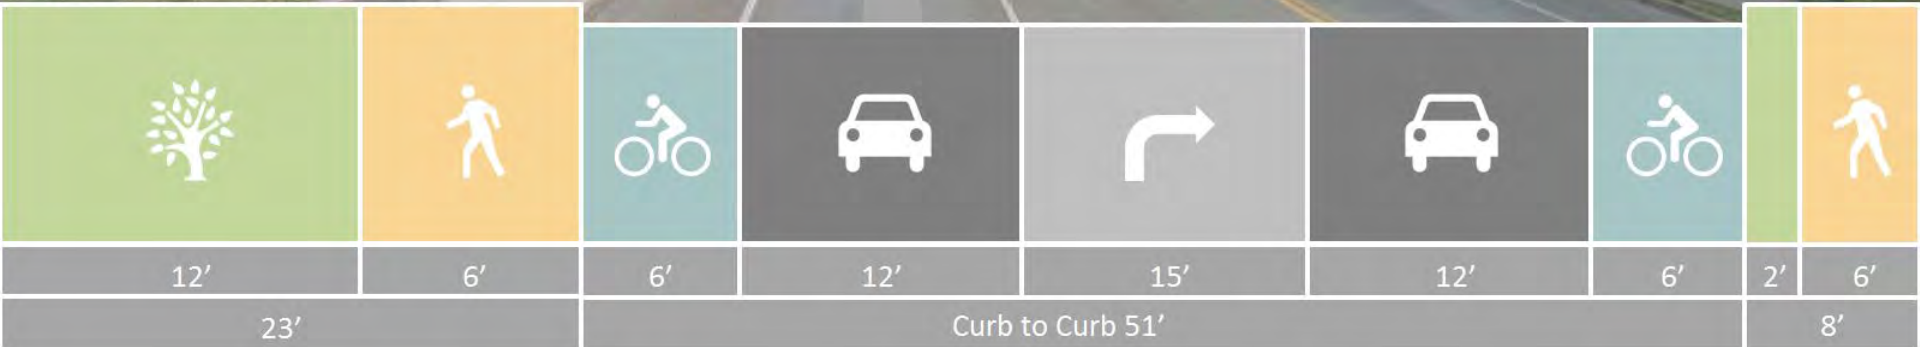 12’ 6’ 6’ 12’ 15’ 12’ 6’ 2’ 6’
23’ Curb to Curb 51’ 8’